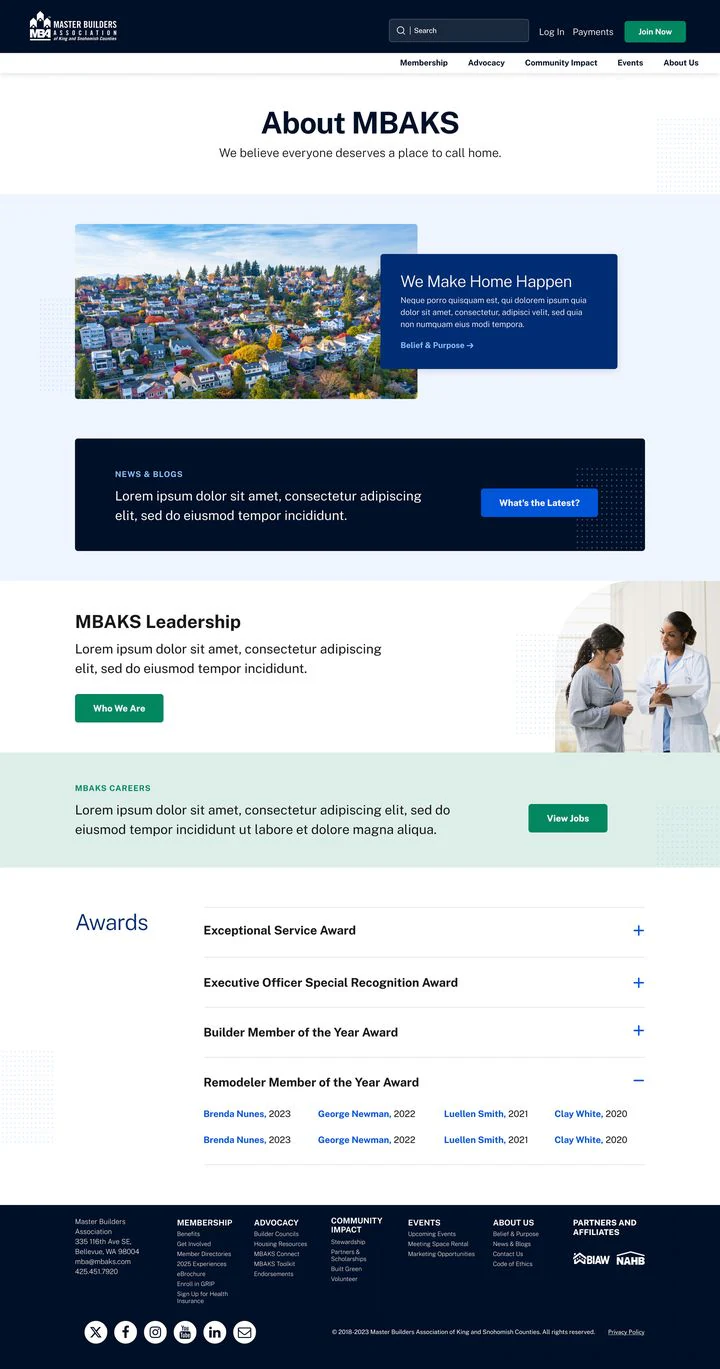 MASTER BUILDERS
ASSOCIATION
of King and Snohomish Counties
MBA
Search
Log In
Payments
Join Now
Membership
Advocacy
Community Impact
Events
About Us
About MBAKS
We believe everyone deserves a place to call home.
We Make Home Happen
Neque porro quisquam est, qui dolorem ipsum quia
dolor sit amet, consectetur, adipisci velit, sed quia
non numquam eius modi tempora.
Belief & Purpose →
NEWS & BLOGS
Lorem ipsum dolor sit amet, consectetur adipiscing
elit, sed do eiusmod tempor incididunt.
What's the Latest?
MBAKS Leadership
Lorem ipsum dolor sit amet, consectetur adipiscing
elit, sed do eiusmod tempor incididunt.
Who We Are
MBAKS CAREERS
Lorem ipsum dolor sit amet, consectetur adipiscing elit, sed do
eiusmod tempor incididunt ut labore et dolore magna aliqua.
View Jobs
Awards
Exceptional Service Award
Executive Officer Special Recognition Award
Builder Member of the Year Award
Remodeler Member of the Year Award
Brenda Nunes, 2023
George Newman, 2022
Luellen Smith, 2021
Clay White, 2020
Brenda Nunes, 2023
George Newman, 2022
Luellen Smith, 2021
Clay White, 2020
Master Builders
Association
335 116th Ave SE,
Bellevue, WA 98004
mba@mbaks.com
425.451.7920
MEMBERSHIP
Benefits
Get Involved
Member Directories
2025 Experiences
eBrochure
Enroll in GRIP
Sign Up for Health
Insurance
ADVOCACY
Builder Councils
Housing Resources
MBAKS Connect
MBAKS Toolkit
Endorsements
COMMUNITY
IMPACT
Stewardship
Partners &
Scholarships
Built Green
Volunteer
EVENTS
Upcoming Events
Meeting Space Rental
Marketing Opportunities
ABOUT US
Belief & Purpose
News & Blogs
Contact Us
Code of Ethics
PARTNERS AND
AFFILIATES
BIAW
NAHB
You
Tube
© 2018-2023 Master Builders Association of King and Snohomish Counties. All rights reserved.
Privacy Policy